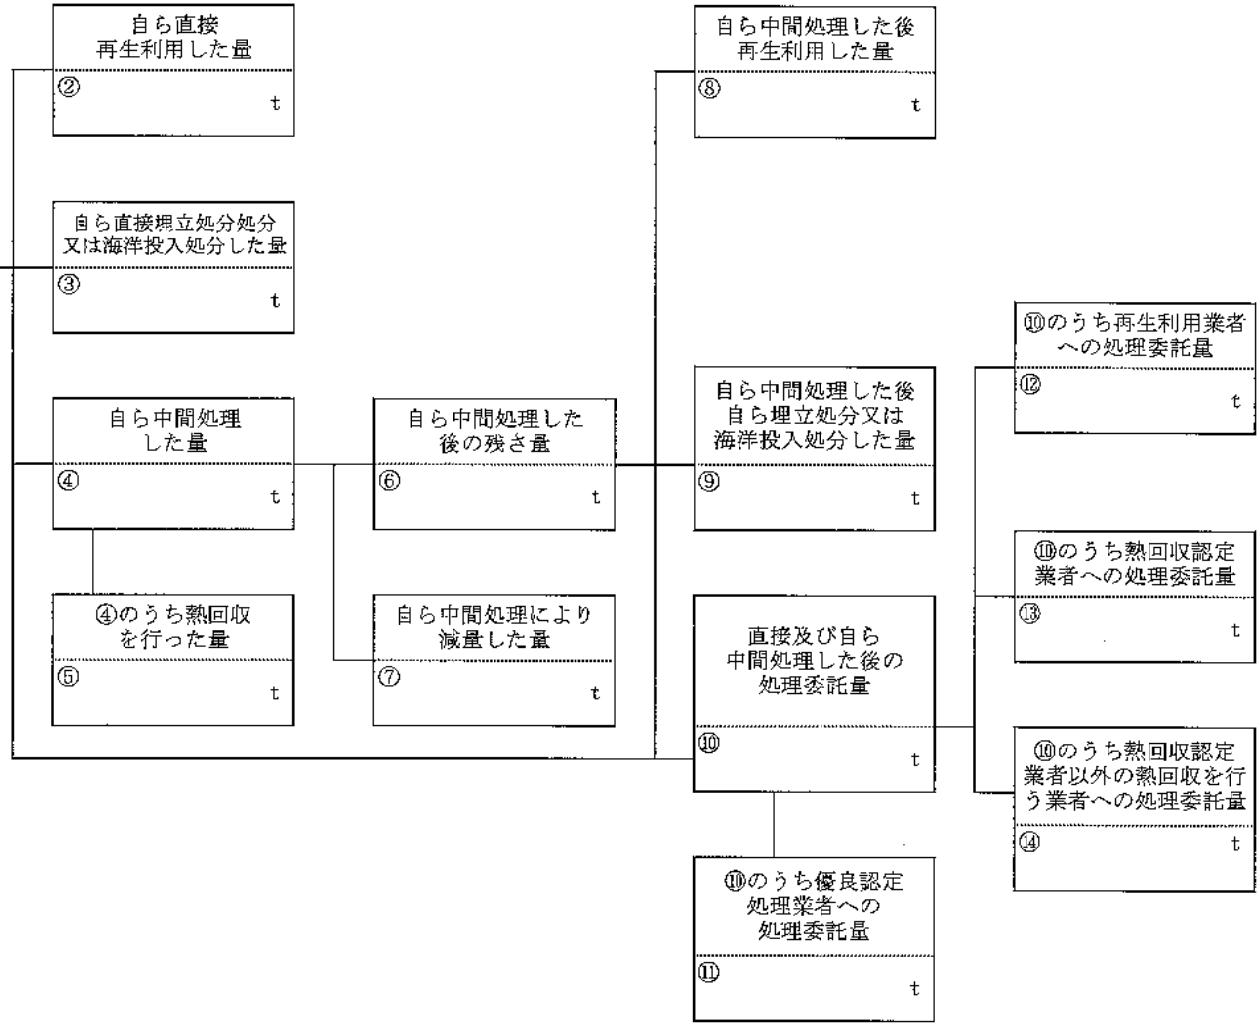 自ら直接
再生利用した量
②
t
自ら中間処理した後
再生利用した量
⑧
t
自ら直接埋立処分処分
又は海洋投入処分した量
③
t
⑩のうち再生利用業者
への処理委託量
⑫
t
自ら中間処理
した量
④
t
自ら中間処理した
後の残さ量
⑥
t
自ら中間処理した後
自ら埋立処分又は
海洋投入処分した量
⑨
t
⑩のうち熱回収認定
業者への処理委託量
⑬
t
④のうち熱回収
を行った量
⑤
t
自ら中間処理により
減量した量
⑦
t
直接及び自ら
中間処理した後の
処理委託量
⑩
t
⑩のうち熱回収認定
業者以外の熱回収を行
う業者への処理委託量
⑭
t
⑩のうち優良認定
処理業者への
処理委託量
⑪
t